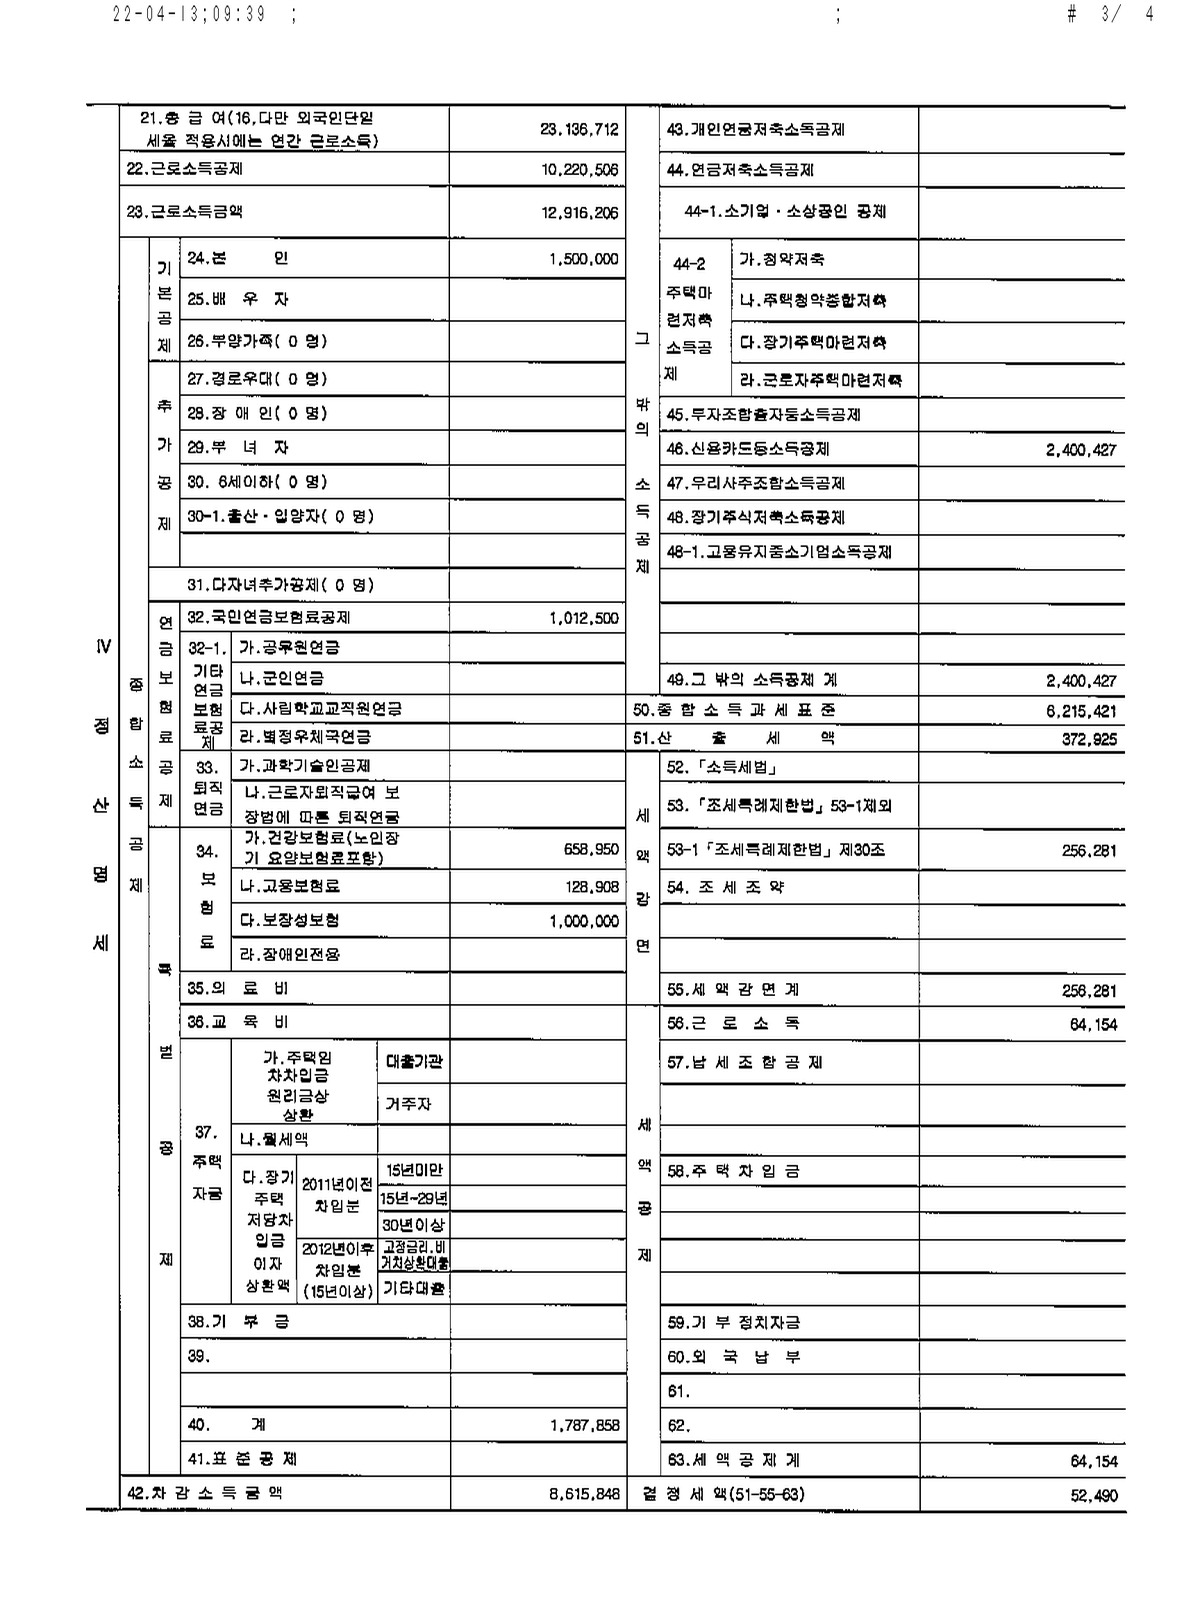 22-04-13;09:39 ; ; # 3/ 4
Ⅳ 정 산 명 세
21.총 급 여(16,다만 외국인단일
세율 적용시에는 연간 근로소득) 23,136,712
22.근로소득공제 10,220,506
23.근로소득금액 12,916,206
종 합 소 득 공 제
기 본 공 제
24.본 인 1,500,000
25.배 우 자
26.부양가족( 0 명)
추 가 공 제
27.경로우대( 0 명)
28.장 애 인( 0 명)
29.부 녀 자
30. 6세이하( 0 명)
30-1.출산·입양자( 0 명)
31.다자녀추가공제( 0 명)
연 금 보 험 료 공 제
32.국민연금보험료공제 1,012,500
32-1.
기타
연금
보험
료공
제
가.공무원연금
나.군인연금
다.사립학교교직원연금
라.별정우체국연금
33.
퇴직
연금
가.과학기술인공제
나.근로자퇴직급여 보
장법에 따른 퇴직연금
특 별 공 제
34.
보
험
료
가.건강보험료(노인장
기 요양보험료포함) 658,950
나.고용보험료 128,908
다.보장성보험 1,000,000
라.장애인전용
35.의 료 비
36.교 육 비
37.
주택
자금
가.주택임
차차입금
원리금상
상환
대출기관
거주자
나.월세액
다.장기
주택
저당차
입금
이자
상환액
2011년이전
차입분
15년미만
15년~29년
30년이상
2012년이후
차입분
(15년이상)
고정금리.비
거치상환대출
기타대출
38.기 부 금
39.
40. 계 1,787,858
41.표 준 공 제
42.차 감 소 득 금 액 8,615,848
그 밖 의 소 득 공 제
43.개인연금저축소득공제
44.연금저축소득공제
44-1.소기업·소상공인 공제
44-2
주택마
련저축
소득공
제
가.청약저축
나.주택청약종합저축
다.장기주택마련저축
라.근로자주택마련저축
45.투자조합출자등소득공제
46.신용카드등소득공제 2,400,427
47.우리사주조합소득공제
48.장기주식저축소득공제
48-1.고용유지중소기업소득공제
49.그 밖의 소득공제 계 2,400,427
50.종 합 소 득 과 세 표 준 6,215,421
51.산 출 세 액 372,925
세 액 감 면
52.「소득세법」
53.「조세특례제한법」53-1제외
53-1「조세특례제한법」제30조 256,281
54. 조 세 조 약
55.세 액 감 면 계 256,281
세 액 공 제
56.근 로 소 득 64,154
57.납 세 조 합 공 제
58.주 택 차 입 금
59.기 부 정치자금
60.외 국 납 부
61.
62.
63.세 액 공 제 계 64,154
결 정 세 액(51-55-63) 52,490